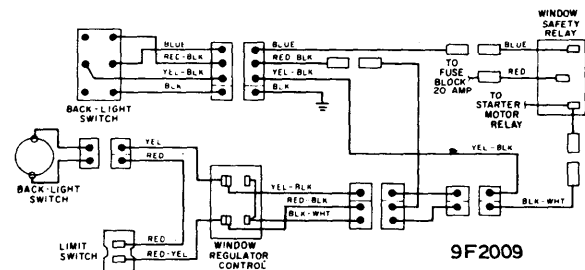 WINDOW
SAFETY
RELAY
BLUE
RED-BLK
YEL-BLK
BLK
BLUE
RED BLK
YEL-BLK
BLK
BLUE
TO
FUSE
BLOCK
20 AMP
RED
TO
STARTER
MOTOR
RELAY
BACK-LIGHT
SWITCH
YEL
RED
YEL-BLK
BACK-LIGHT
SWITCH
YEL-BLK
RED-BLK
BLK-WHT
BLK-WHT
LIMIT
SWITCH
RED
RED-YEL
WINDOW
REGULATOR
CONTROL
9F2009